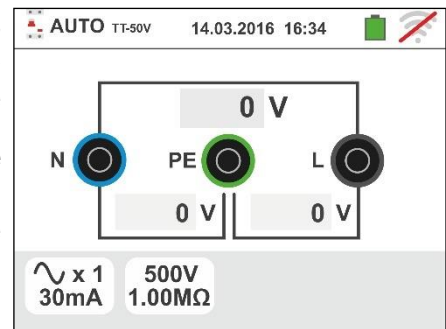 AUTO TT-50V 14.03.2016 16:34
0 V
N PE L
0 V 0 V
∿ x 1 500V
30mA 1.00MΩ